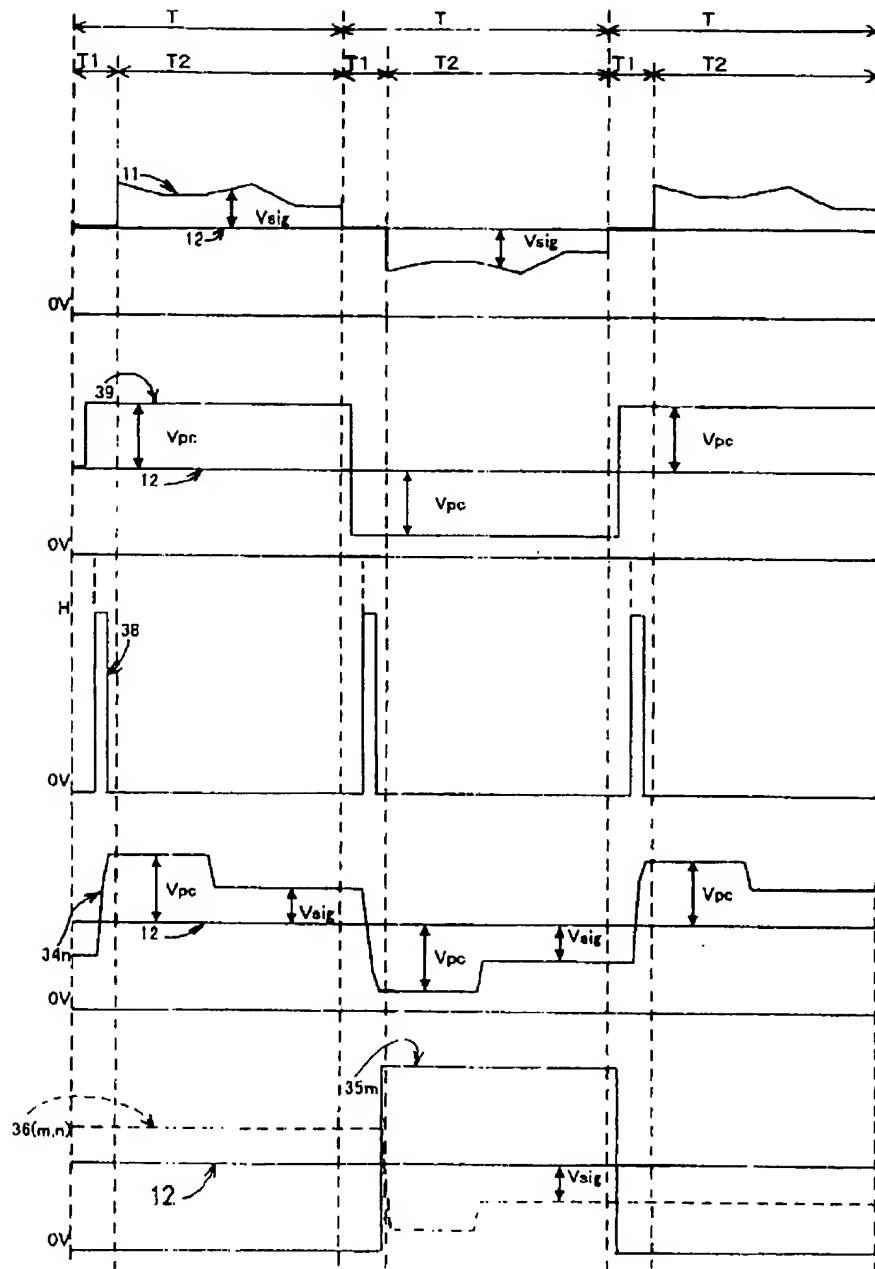 T T T
T1 T2 T1 T2 T1 T2
11
Vsig
12
Vsig
0V
39
Vpc Vpc
12
Vpc
0V
H
38
0V
Vpc Vsig Vpc
12
Vsig
34n Vpc
0V
35m
36(m,n)
12 Vsig
0V